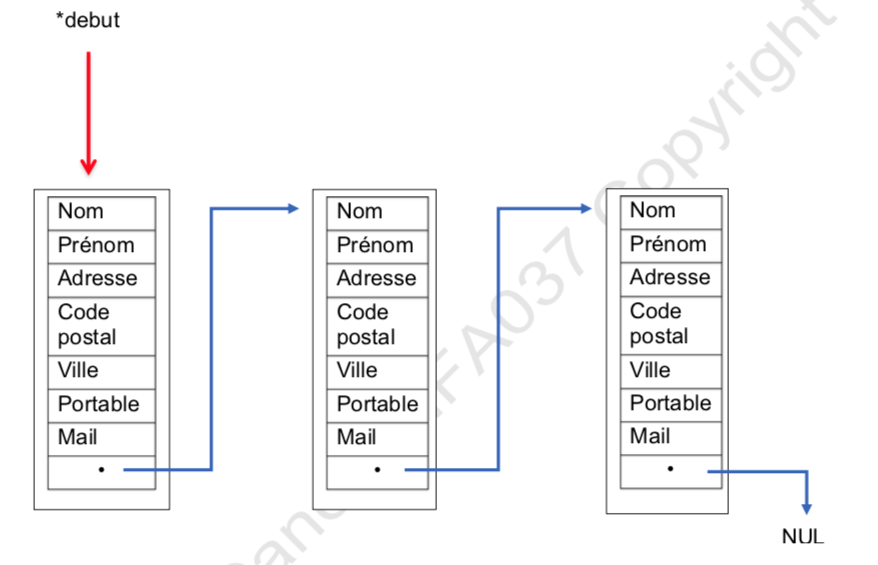 *debut
Nom
Prénom
Adresse
Code
postal
Ville
Portable
Mail
Nom
Prénom
Adresse
Code
postal
Ville
Portable
Mail
Nom
Prénom
Adresse
Code
postal
Ville
Portable
Mail
NUL
FA037 Copyright